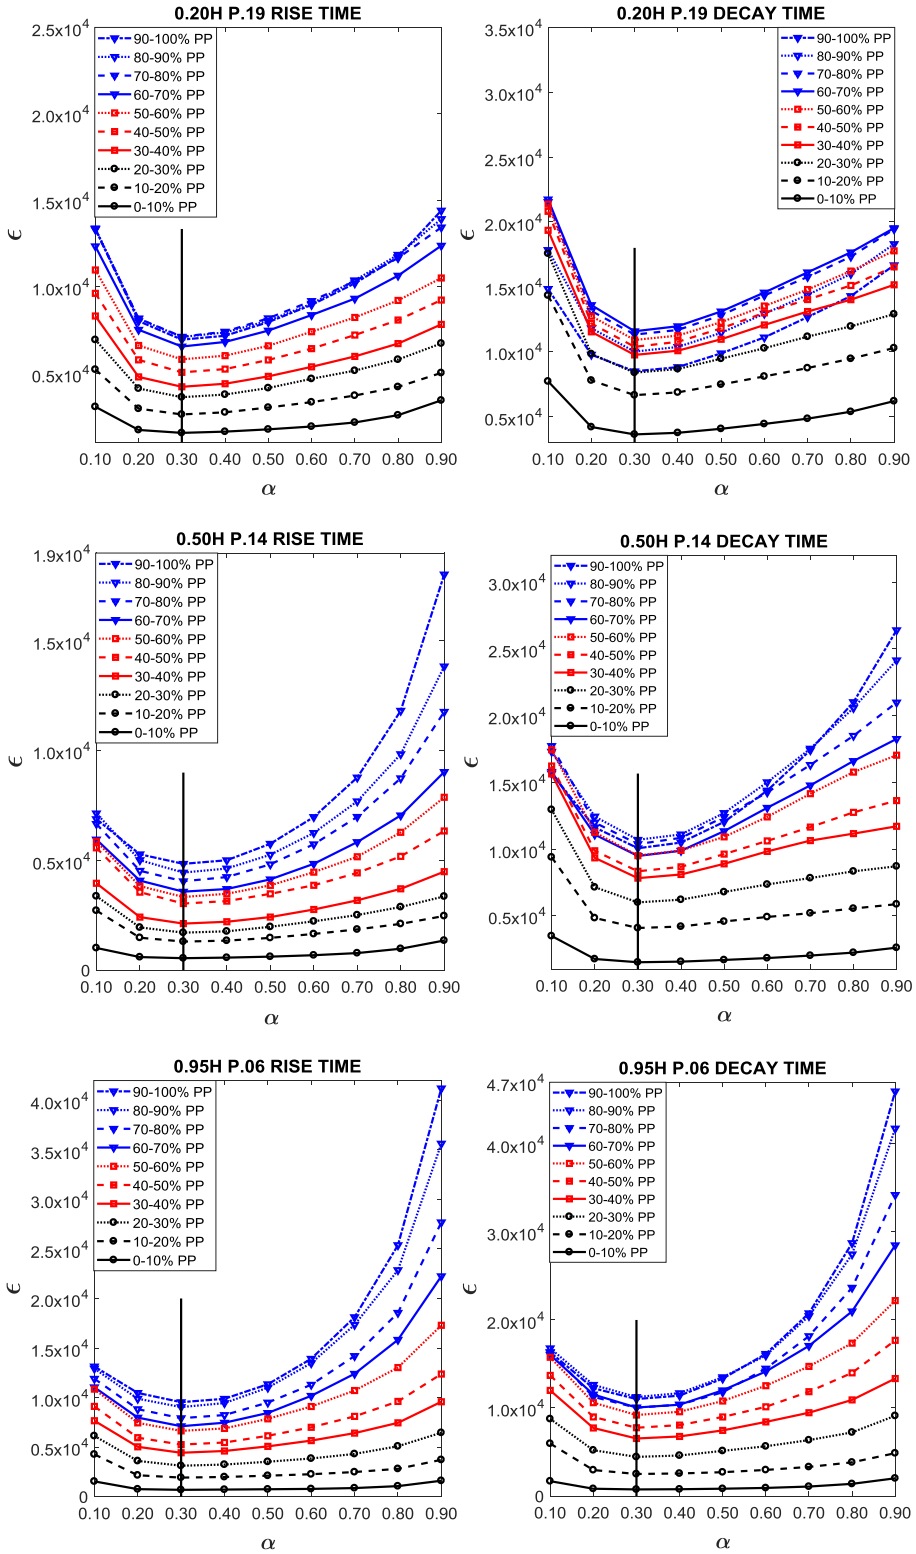 0.20H P.19 RISE TIME
2.5x10^4
2.0x10^4
1.5x10^4
1.0x10^4
0.5x10^4
ϵ
90-100% PP
80-90% PP
70-80% PP
60-70% PP
50-60% PP
40-50% PP
30-40% PP
20-30% PP
10-20% PP
0-10% PP
0.10 0.20 0.30 0.40 0.50 0.60 0.70 0.80 0.90
α
0.20H P.19 DECAY TIME
3.5x10^4
3.0x10^4
2.5x10^4
2.0x10^4
1.5x10^4
1.0x10^4
0.5x10^4
ϵ
90-100% PP
80-90% PP
70-80% PP
60-70% PP
50-60% PP
40-50% PP
30-40% PP
20-30% PP
10-20% PP
0-10% PP
0.10 0.20 0.30 0.40 0.50 0.60 0.70 0.80 0.90
α
0.50H P.14 RISE TIME
1.9x10^4
1.5x10^4
1.0x10^4
0.5x10^4
0
ϵ
90-100% PP
80-90% PP
70-80% PP
60-70% PP
50-60% PP
40-50% PP
30-40% PP
20-30% PP
10-20% PP
0-10% PP
0.10 0.20 0.30 0.40 0.50 0.60 0.70 0.80 0.90
α
0.50H P.14 DECAY TIME
3.0x10^4
2.5x10^4
2.0x10^4
1.5x10^4
1.0x10^4
0.5x10^4
ϵ
90-100% PP
80-90% PP
70-80% PP
60-70% PP
50-60% PP
40-50% PP
30-40% PP
20-30% PP
10-20% PP
0-10% PP
0.10 0.20 0.30 0.40 0.50 0.60 0.70 0.80 0.90
α
0.95H P.06 RISE TIME
4.0x10^4
3.5x10^4
3.0x10^4
2.5x10^4
2.0x10^4
1.5x10^4
1.0x10^4
0.5x10^4
0
ϵ
90-100% PP
80-90% PP
70-80% PP
60-70% PP
50-60% PP
40-50% PP
30-40% PP
20-30% PP
10-20% PP
0-10% PP
0.10 0.20 0.30 0.40 0.50 0.60 0.70 0.80 0.90
α
0.95H P.06 DECAY TIME
4.7x10^4
4.0x10^4
3.0x10^4
2.0x10^4
1.0x10^4
0
ϵ
90-100% PP
80-90% PP
70-80% PP
60-70% PP
50-60% PP
40-50% PP
30-40% PP
20-30% PP
10-20% PP
0-10% PP
0.10 0.20 0.30 0.40 0.50 0.60 0.70 0.80 0.90
α